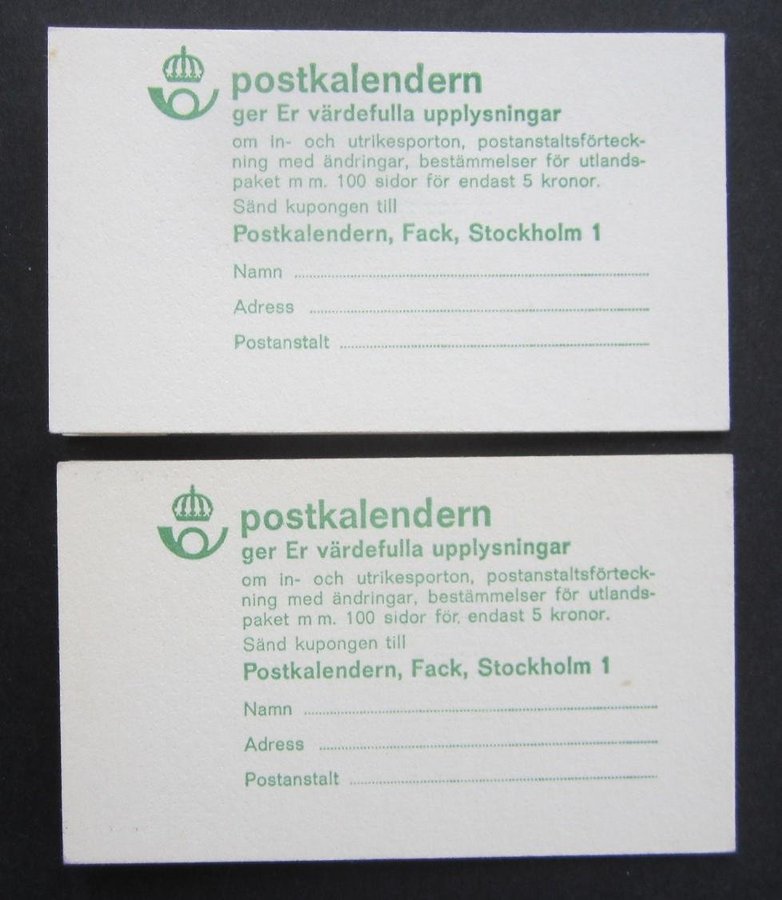 postkalendern
ger Er värdefulla upplysningar
om in- och utrikesporton, postanstaltsförteck-
ning med ändringar, bestämmelser för utlands-
paket m m. 100 sidor för endast 5 kronor.
Sänd kupongen till
Postkalendern, Fack, Stockholm 1
Namn
Adress
Postanstalt
postkalendern
ger Er värdefulla upplysningar
om in- och utrikesporton, postanstaltsförteck-
ning med ändringar, bestämmelser för utlands-
paket m m. 100 sidor för endast 5 kronor.
Sänd kupongen till
Postkalendern, Fack, Stockholm 1
Namn
Adress
Postanstalt